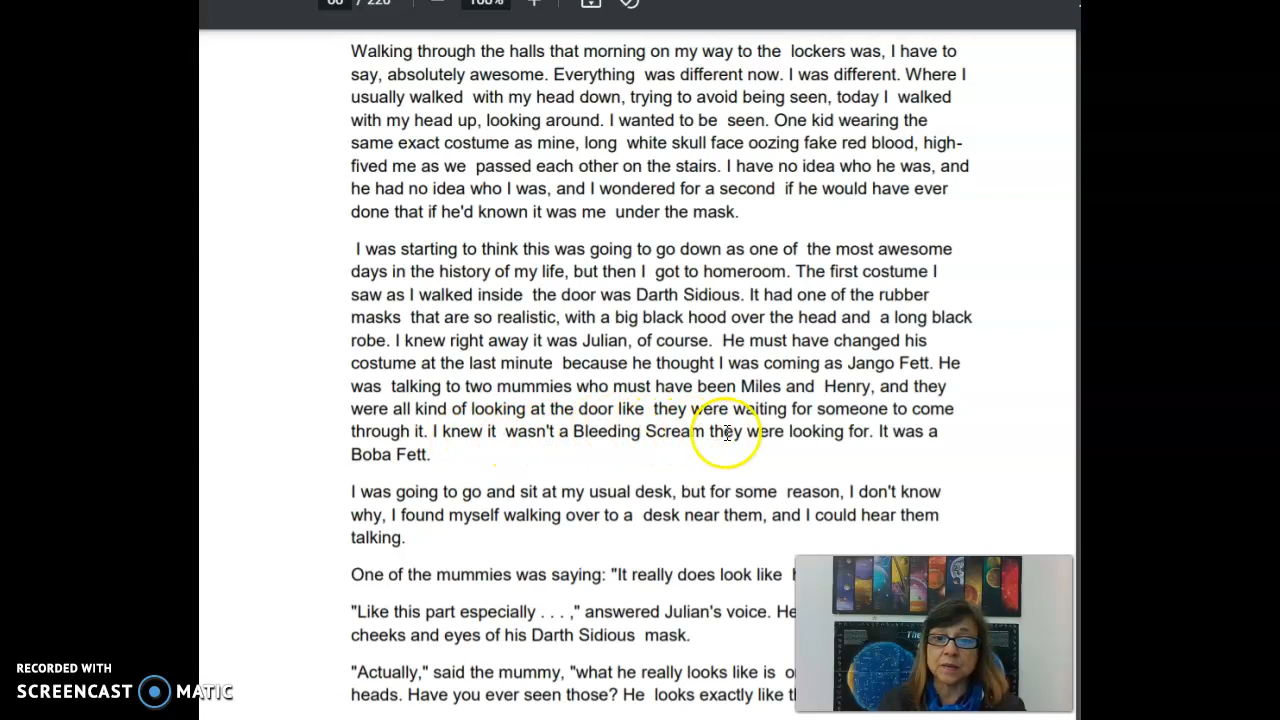 66 / 226 100%
Walking through the halls that morning on my way to the lockers was, I have to
say, absolutely awesome. Everything was different now. I was different. Where I
usually walked with my head down, trying to avoid being seen, today I walked
with my head up, looking around. I wanted to be seen. One kid wearing the
same exact costume as mine, long white skull face oozing fake red blood, high-
fived me as we passed each other on the stairs. I have no idea who he was, and
he had no idea who I was, and I wondered for a second if he would have ever
done that if he'd known it was me under the mask.
I was starting to think this was going to go down as one of the most awesome
days in the history of my life, but then I got to homeroom. The first costume I
saw as I walked inside the door was Darth Sidious. It had one of the rubber
masks that are so realistic, with a big black hood over the head and a long black
robe. I knew right away it was Julian, of course. He must have changed his
costume at the last minute because he thought I was coming as Jango Fett. He
was talking to two mummies who must have been Miles and Henry, and they
were all kind of looking at the door like they were waiting for someone to come
through it. I knew it wasn't a Bleeding Scream they were looking for. It was a
Boba Fett.
I was going to go and sit at my usual desk, but for some reason, I don't know
why, I found myself walking over to a desk near them, and I could hear them
talking.
One of the mummies was saying: "It really does look like
"Like this part especially . . . ," answered Julian's voice. He
cheeks and eyes of his Darth Sidious mask.
"Actually," said the mummy, "what he really looks like is
heads. Have you ever seen those? He looks exactly like
RECORDED WITH
SCREENCAST MATIC